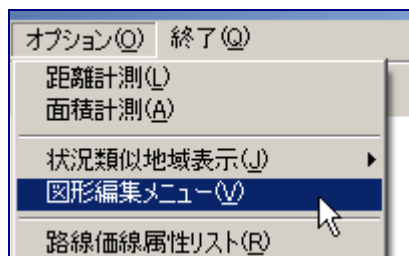 オプション(O) 終了(Q)
距離計測(L)
面積計測(A)
状況類似地域表示(J)
図形編集メニュー(V)
路線価線属性リスト(R)